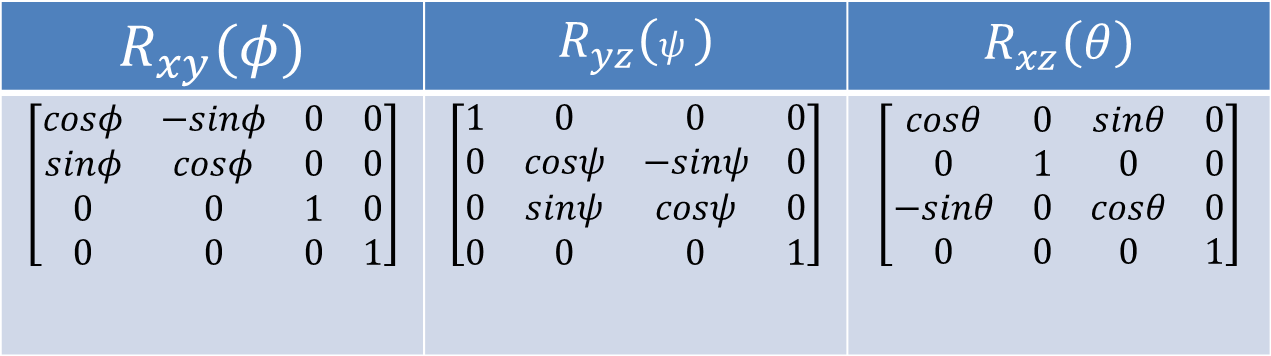 R_xy(ϕ) R_yz(ψ) R_xz(θ)
[cosϕ −sinϕ 0 0] [1 0 0 0] [cosθ 0 sinθ 0]
[sinϕ cosϕ 0 0] [0 cosψ −sinψ 0] [0 1 0 0]
[0 0 1 0] [0 sinψ cosψ 0] [−sinθ 0 cosθ 0]
[0 0 0 1] [0 0 0 1] [0 0 0 1]